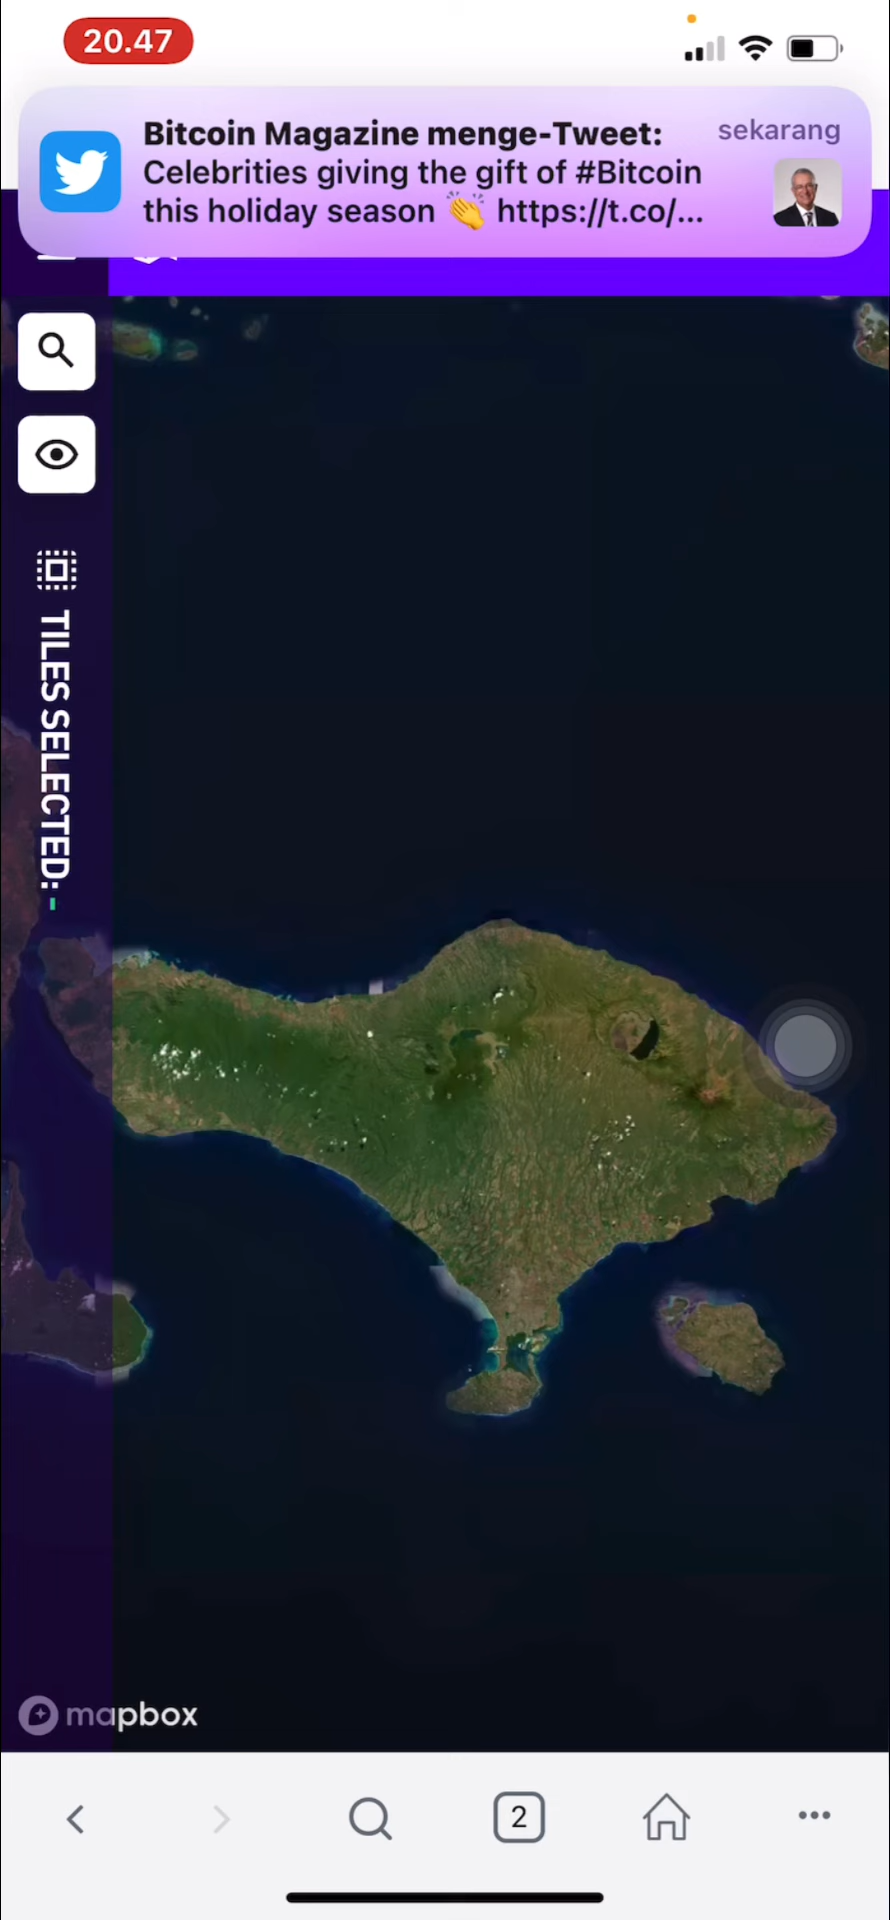 20.47
Bitcoin Magazine menge-Tweet:
sekarang
Celebrities giving the gift of #Bitcoin
this holiday season 👏 https://t.co/...
TILES SELECTED: -
mapbox
2